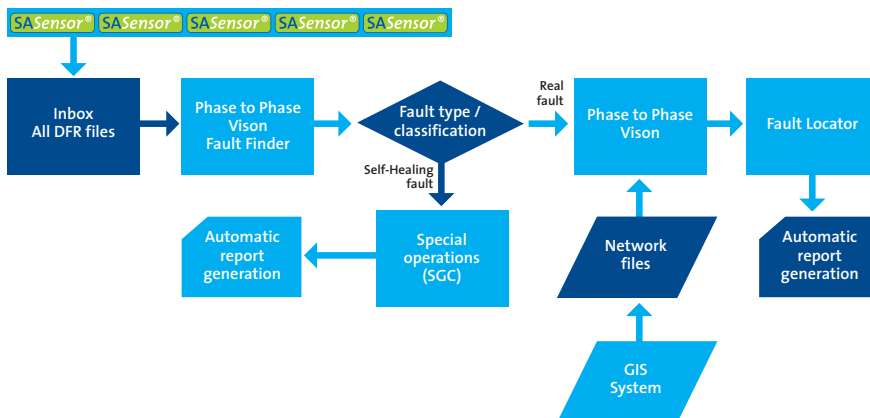 SASensor® SASensor® SASensor® SASensor® SASensor®
Inbox
All DFR files
Phase to Phase
Vison
Fault Finder
Fault type /
classification
Real
fault
Phase to Phase
Vison
Fault Locator
Self-Healing
fault
Automatic
report
generation
Special
operations
(SGC)
Network
files
Automatic
report
generation
GIS
System